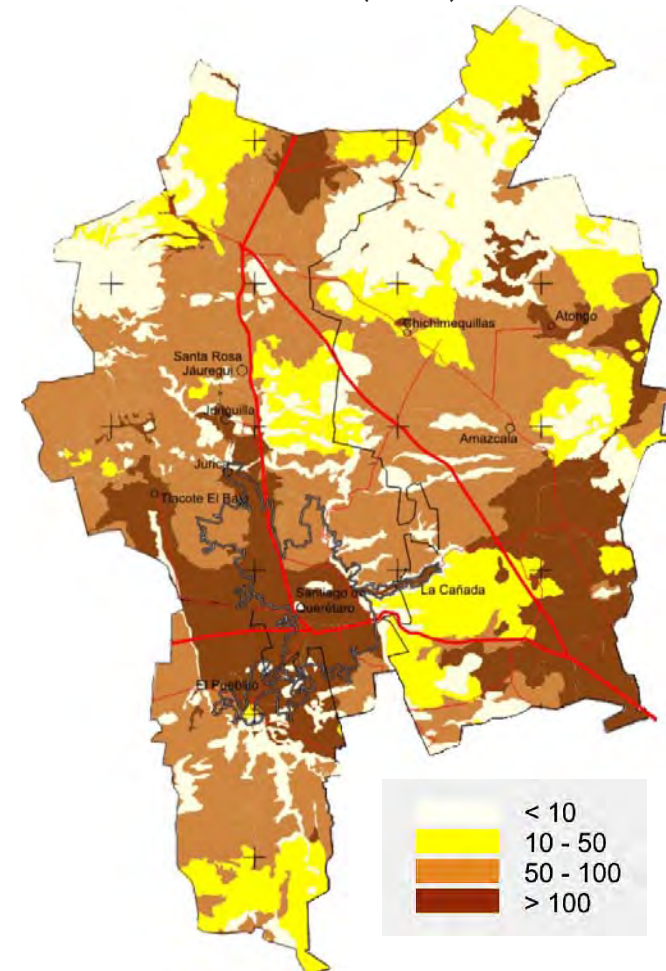 Atongo
Chichimequillas
Santa Rosa
Jáuregui
Juriquilla
Amazcala
Jurica
Tlacote El Bajo
La Cañada
Santiago de
Querétaro
El Pueblito
< 10
10 - 50
50 - 100
> 100